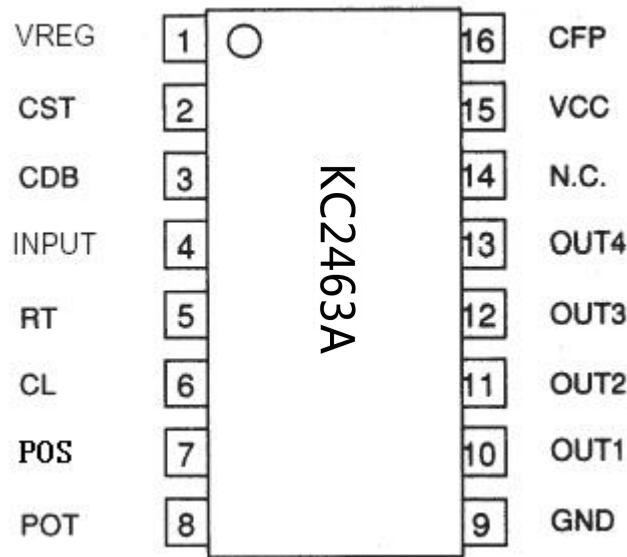 VREG 1 16 CFP
CST 2 15 VCC
CDB 3 14 N.C.
INPUT 4 13 OUT4
RT 5 12 OUT3
CL 6 11 OUT2
POS 7 10 OUT1
POT 8 9 GND
KC2463A